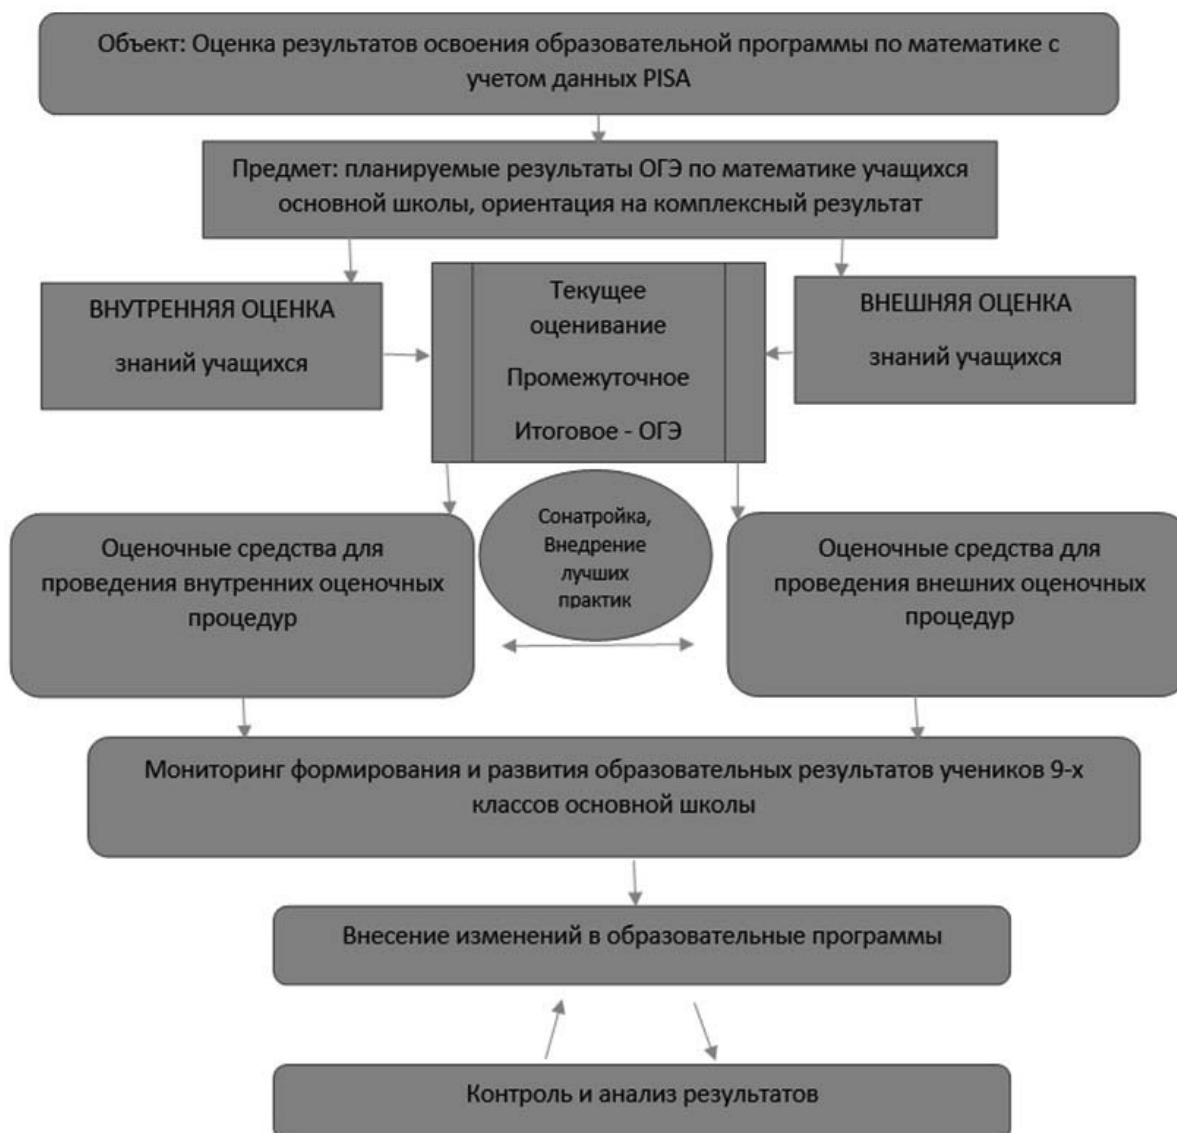 Объект: Оценка результатов освоения образовательной программы по математике с
учетом данных PISA
Предмет: планируемые результаты ОГЭ по математике учащихся
основной школы, ориентация на комплексный результат
ВНУТРЕННЯЯ ОЦЕНКА
знаний учащихся
Текущее
оценивание
Промежуточное
Итоговое - ОГЭ
ВНЕШНЯЯ ОЦЕНКА
знаний учащихся
Оценочные средства для
проведения внутренних оценочных
процедур
Сонатройка,
Внедрение
лучших
практик
Оценочные средства для
проведения внешних оценочных
процедур
Мониторинг формирования и развития образовательных результатов учеников 9-х
классов основной школы
Внесение изменений в образовательные программы
Контроль и анализ результатов